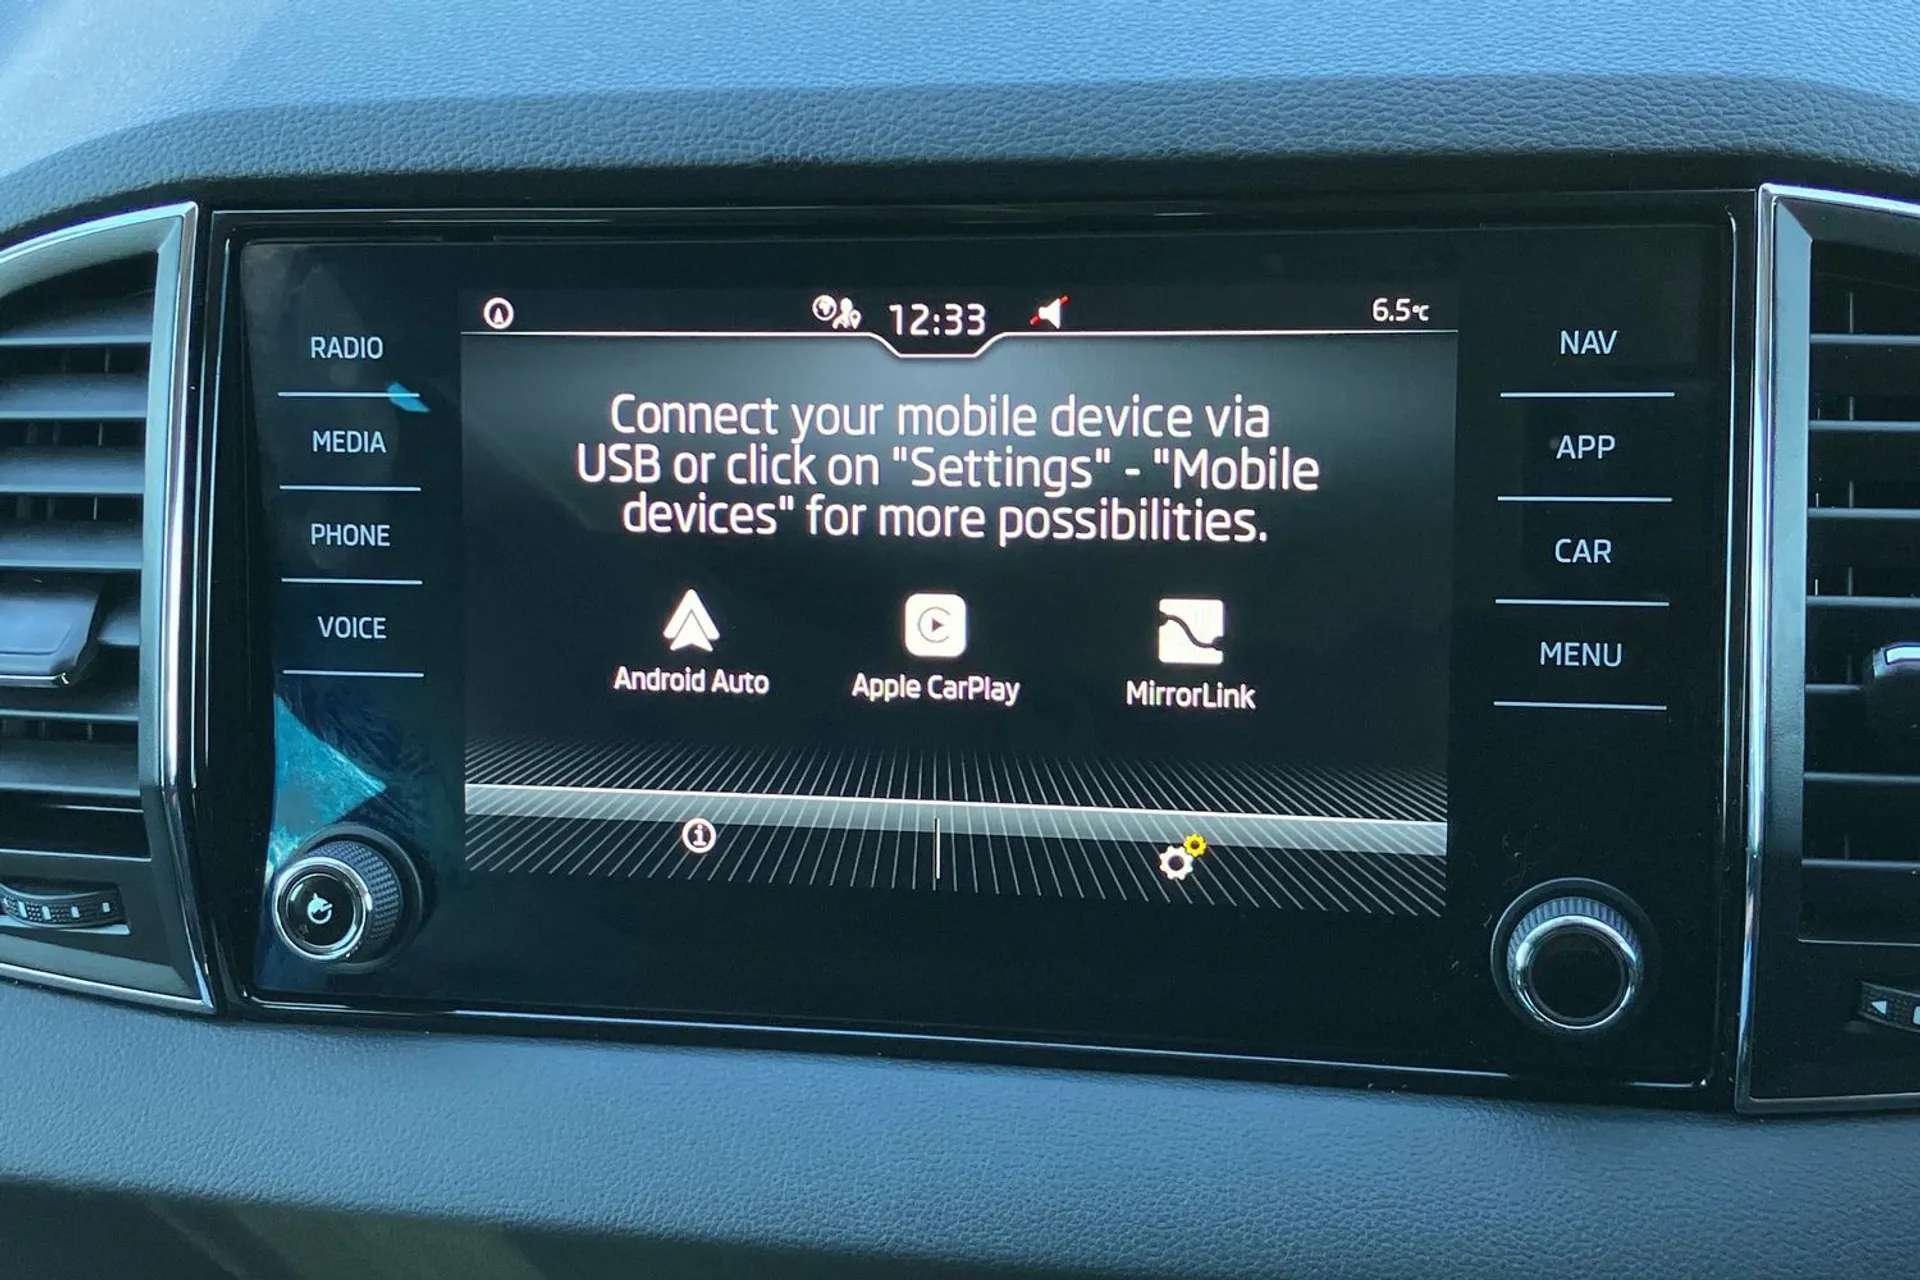 12:33
6.5°C
RADIO
MEDIA
PHONE
VOICE
Connect your mobile device via
USB or click on "Settings" - "Mobile
devices" for more possibilities.
Android Auto
Apple CarPlay
MirrorLink
NAV
APP
CAR
MENU